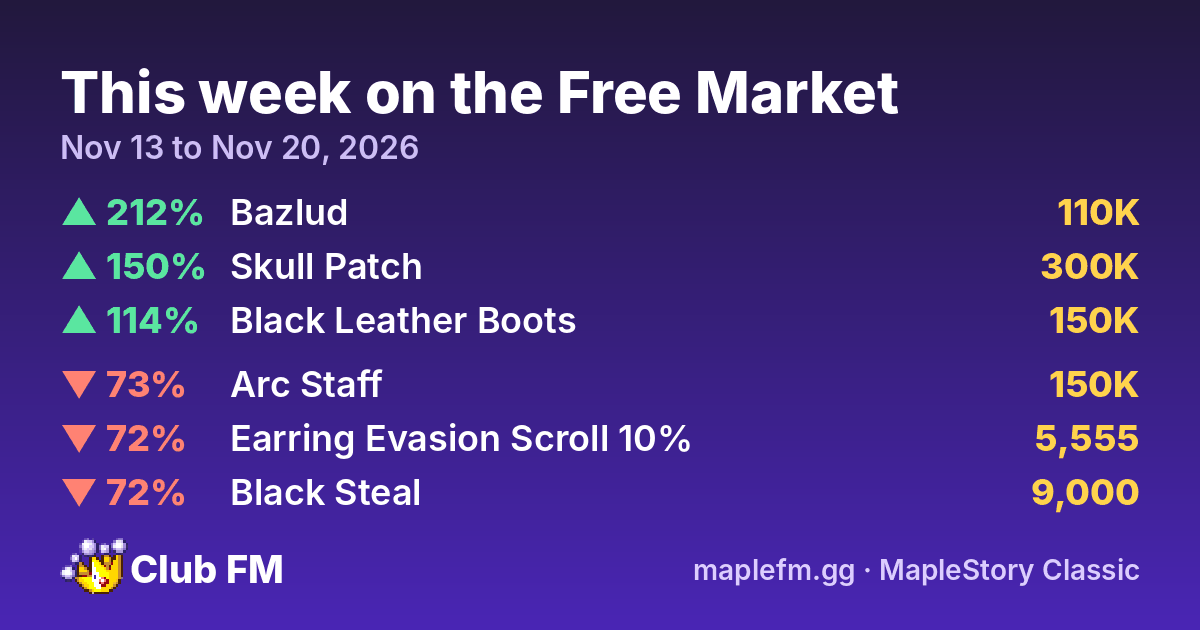 This week on the Free Market
Nov 13 to Nov 20, 2026
▲ 212% Bazlud 110K
▲ 150% Skull Patch 300K
▲ 114% Black Leather Boots 150K
▼ 73% Arc Staff 150K
▼ 72% Earring Evasion Scroll 10% 5,555
▼ 72% Black Steal 9,000
Club FM maplefm.gg · MapleStory Classic